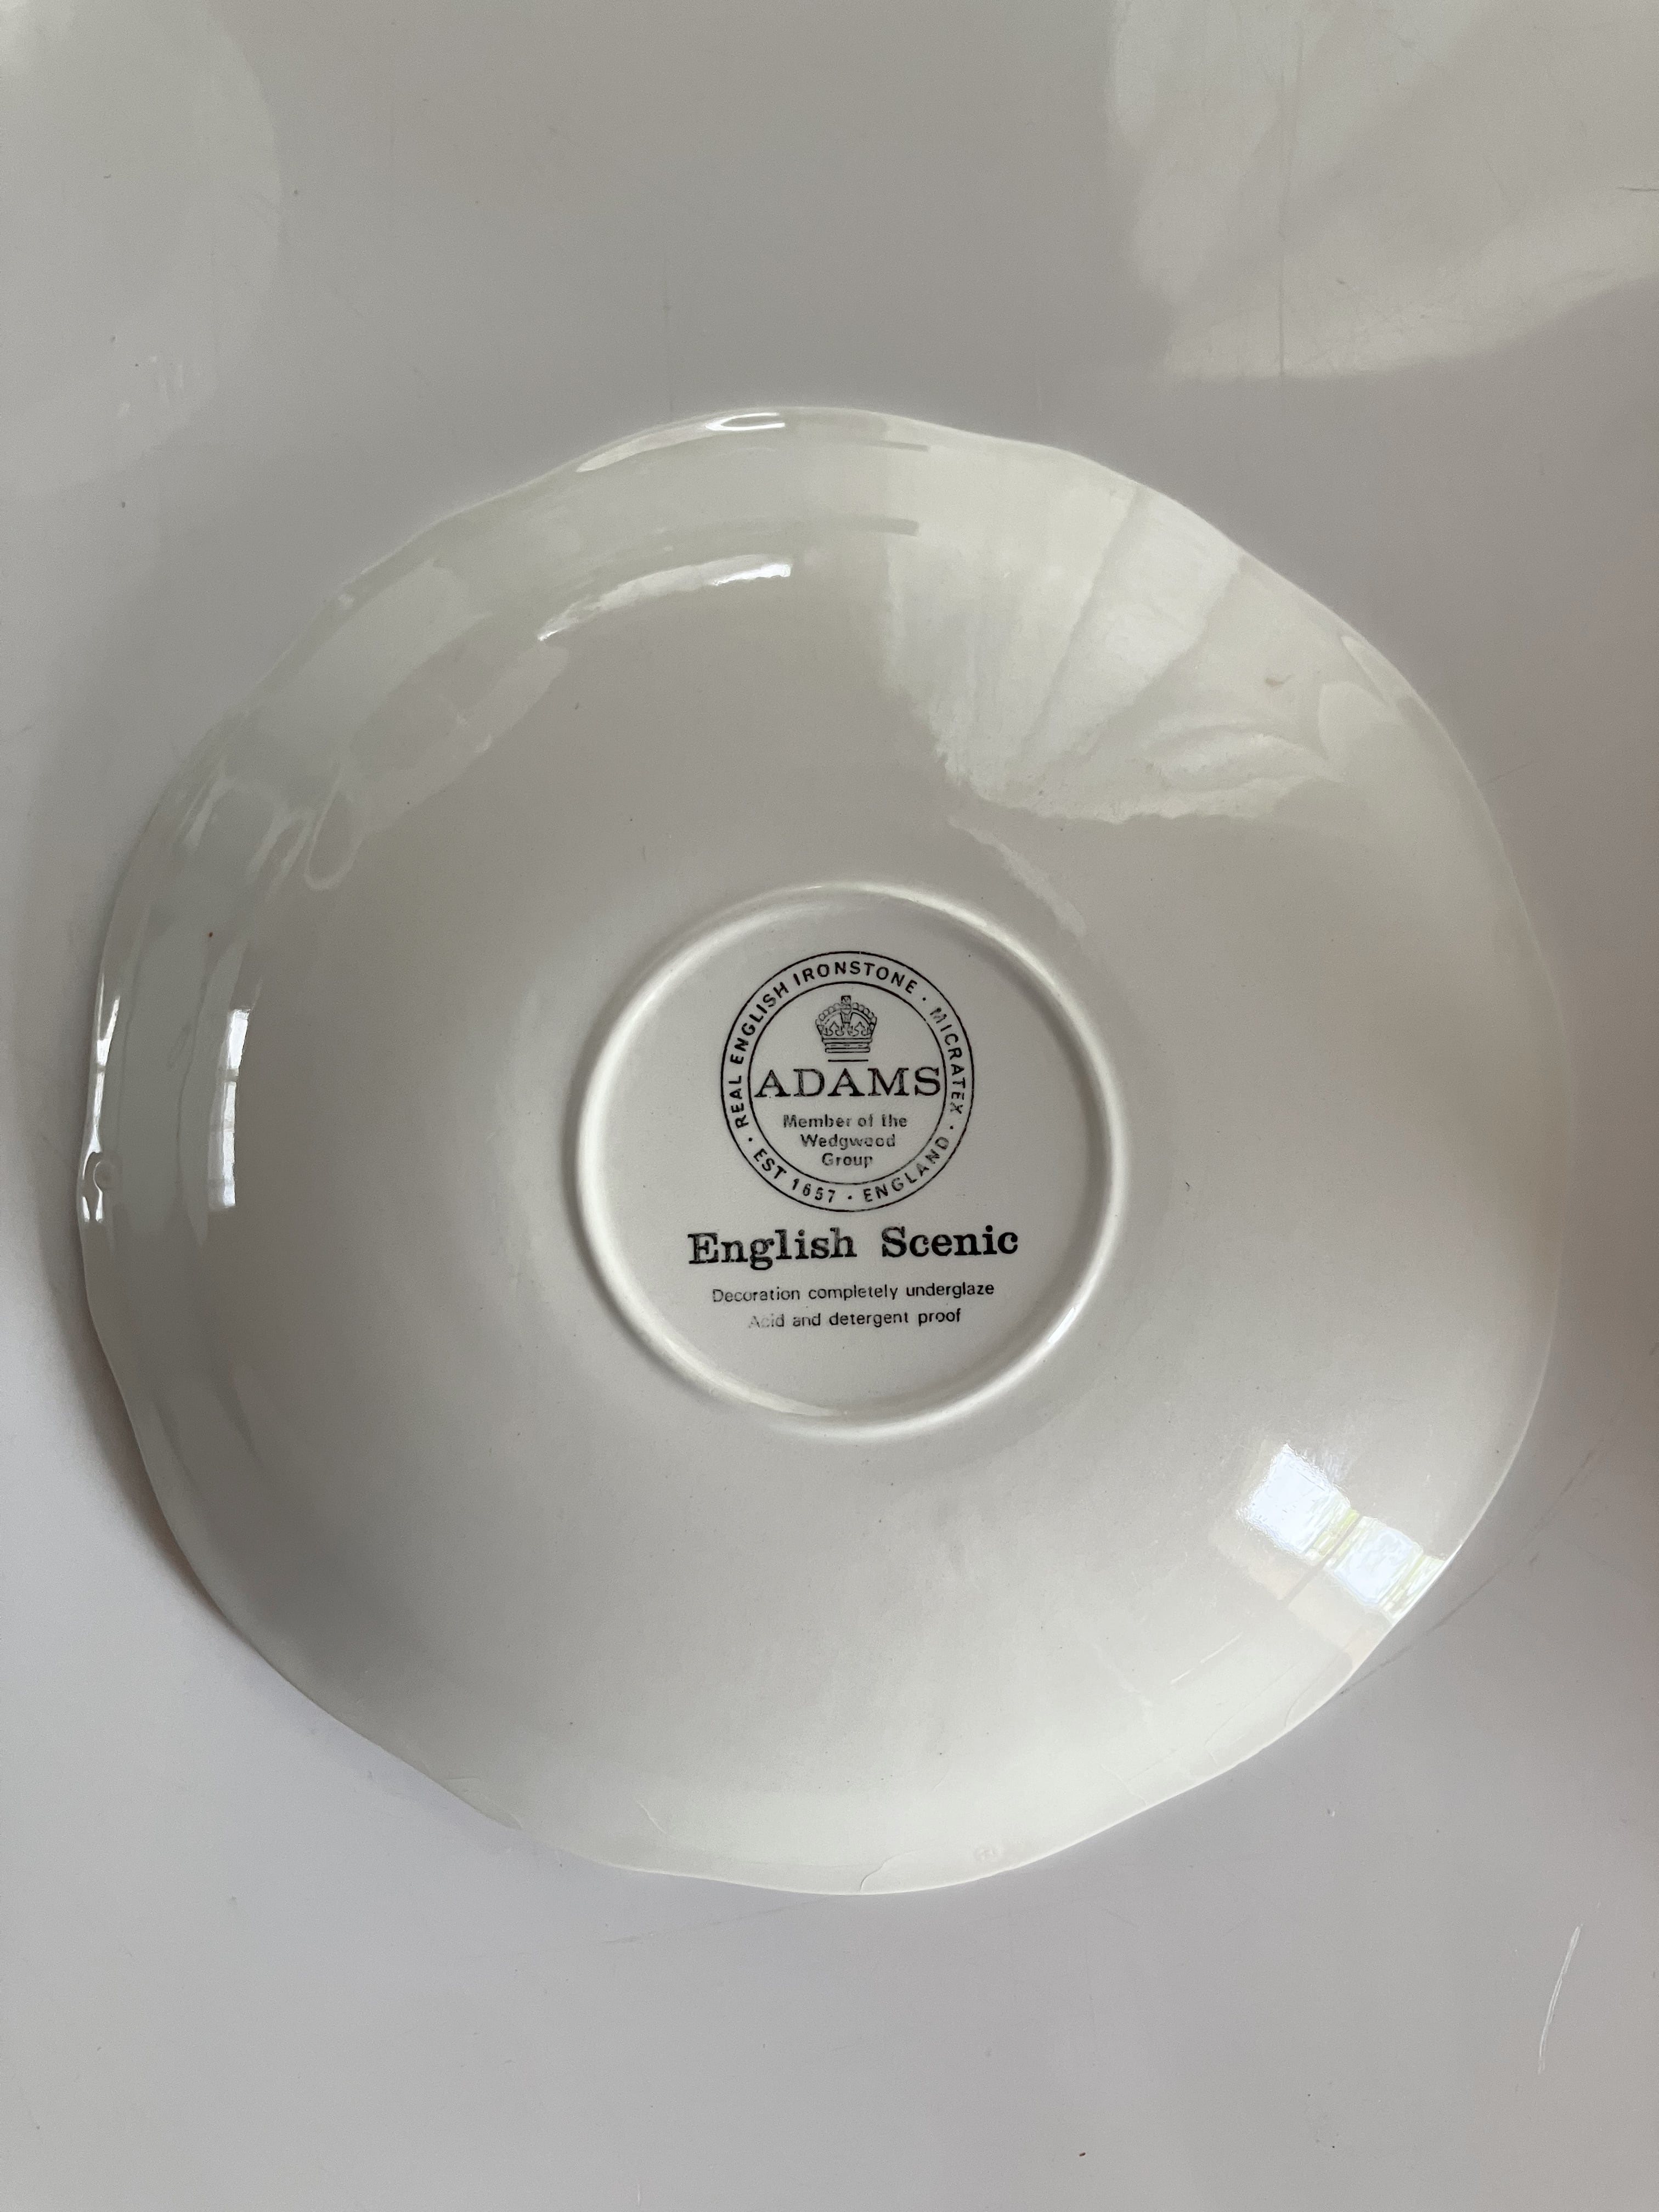 REAL ENGLISH IRONSTONE · MICRATEX ·
ENGLAND · EST 1657 ·
ADAMS
Member of the
Wedgwood
Group
English Scenic
Decoration completely underglaze
Acid and detergent proof